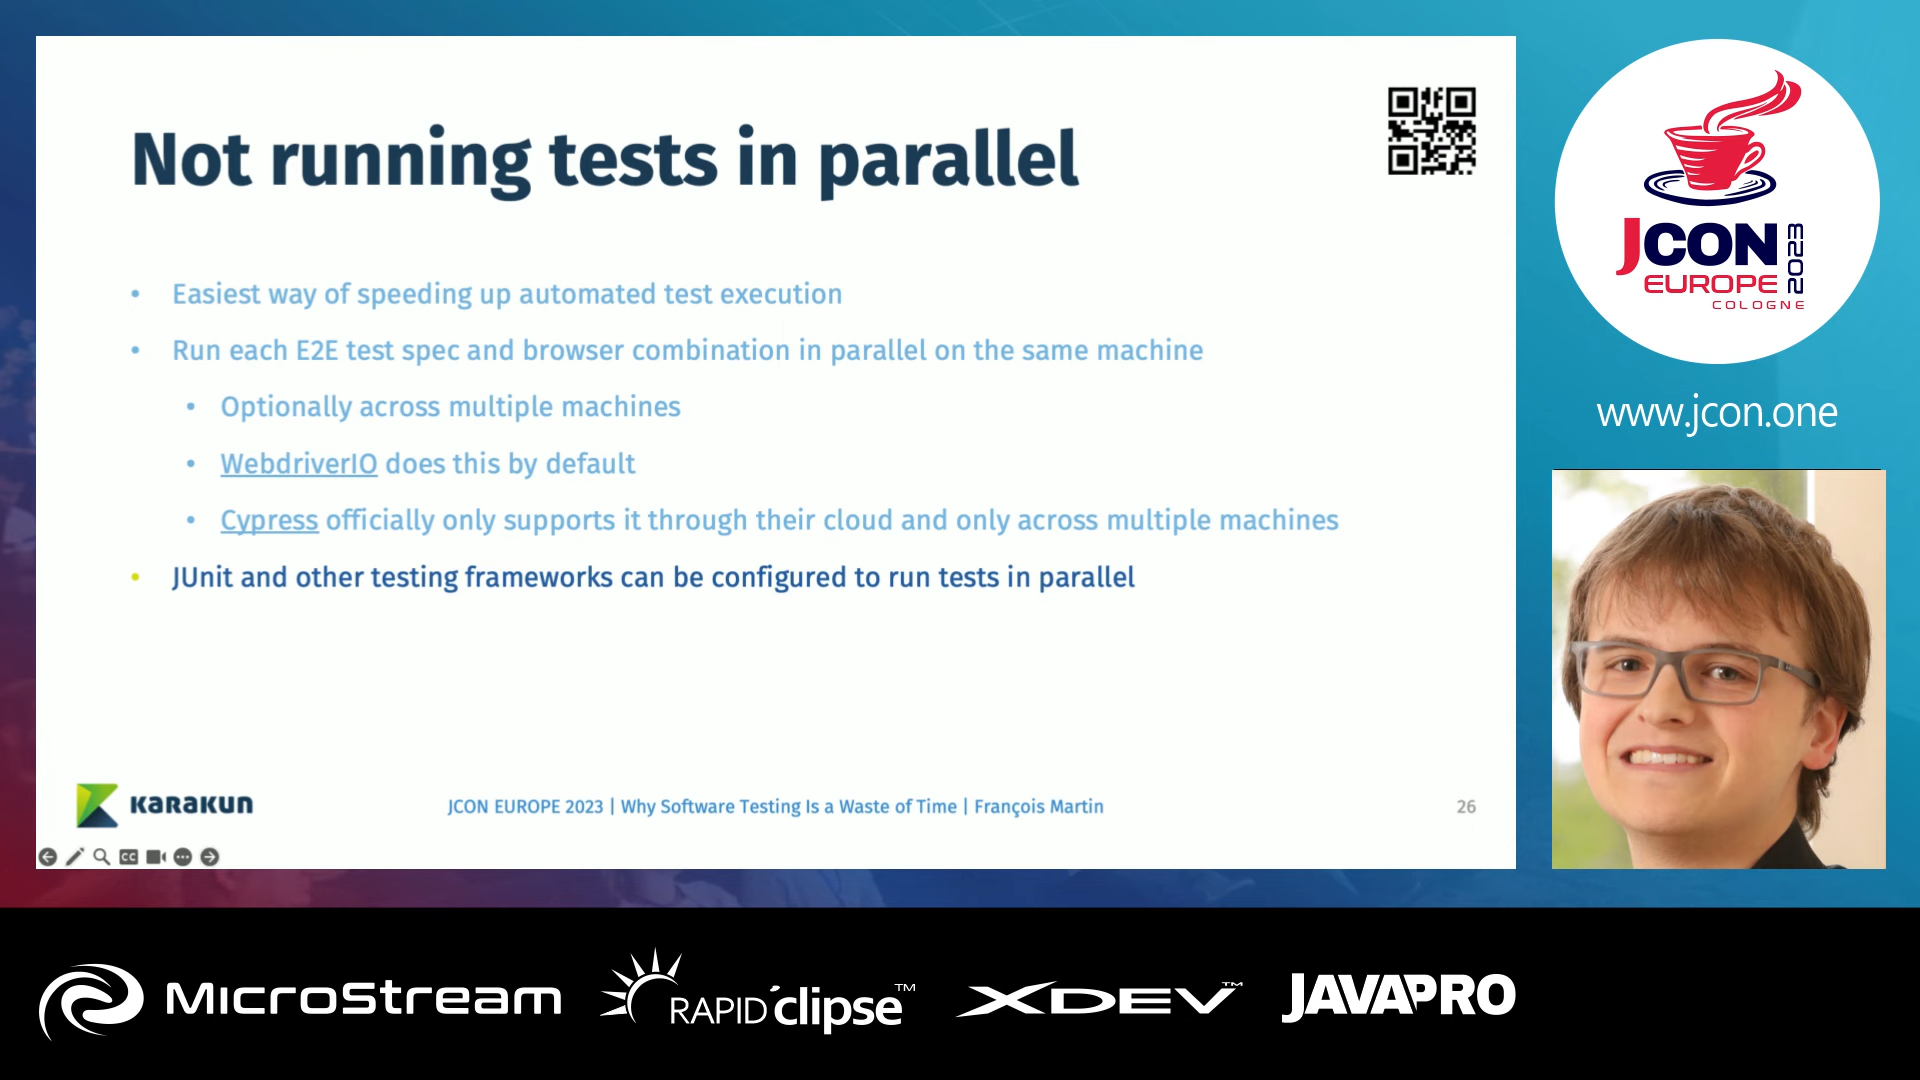 Not running tests in parallel
• Easiest way of speeding up automated test execution
• Run each E2E test spec and browser combination in parallel on the same machine
• Optionally across multiple machines
• WebdriverIO does this by default
• Cypress officially only supports it through their cloud and only across multiple machines
• JUnit and other testing frameworks can be configured to run tests in parallel
KARAKUN
JCON EUROPE 2023 | Why Software Testing Is a Waste of Time | François Martin
26
CC
JCON 2023
EUROPE
COLOGNE
www.jcon.one
MicroStream
RAPID'clipse™
XDEV™
JAVAPRO